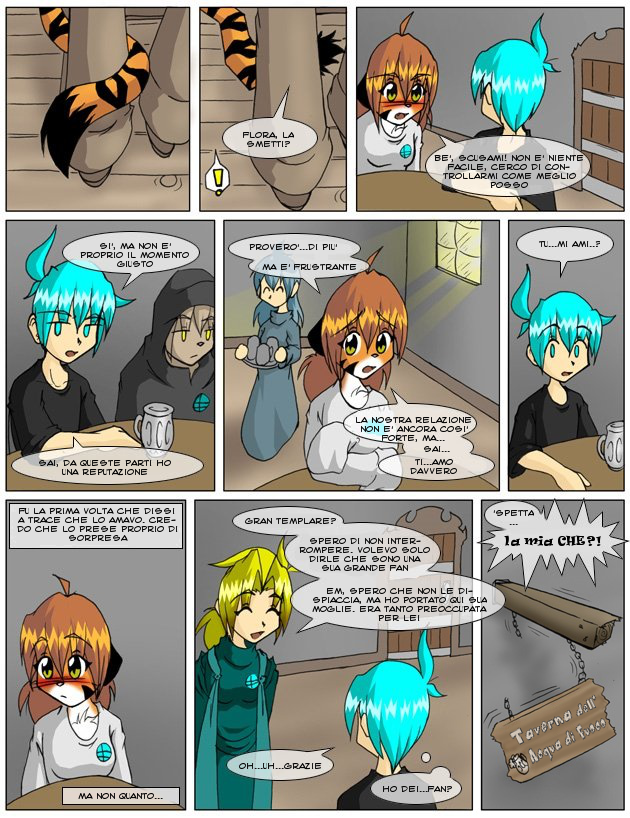 FLORA, LA
SMETTI?
!
BE', SCUSAMI! NON E' NIENTE
FACILE, CERCO DI CON-
TROLLARMI COME MEGLIO
POSSO
SI', MA NON E'
PROPRIO IL MOMENTO
GIUSTO
SAI, DA QUESTE PARTI HO
UNA REPUTAZIONE
PROVERO'...DI PIU'
MA E' FRUSTRANTE
LA NOSTRA RELAZIONE
NON E' ANCORA COSI'
FORTE, MA...
SAI...
TI...AMO
DAVVERO
TU...MI AMI..?
FU LA PRIMA VOLTA CHE DISSI
A TRACE CHE LO AMAVO. CRE-
DO CHE LO PRESE PROPRIO DI
SORPRESA
MA NON QUANTO...
GRAN TEMPLARE?
SPERO DI NON INTER-
ROMPERE. VOLEVO SOLO
DIRLE CHE SONO UNA
SUA GRANDE FAN
EM, SPERO CHE NON LE DI-
SPIACCIA, MA HO PORTATO QUI SUA
MOGLIE. ERA TANTO PREOCCUPATA
PER LEI
OH...UH...GRAZIE
HO DEI...FAN?
'SPETTA
...
la mia CHE?!
Taverna dell'
Acqua di Fuoco